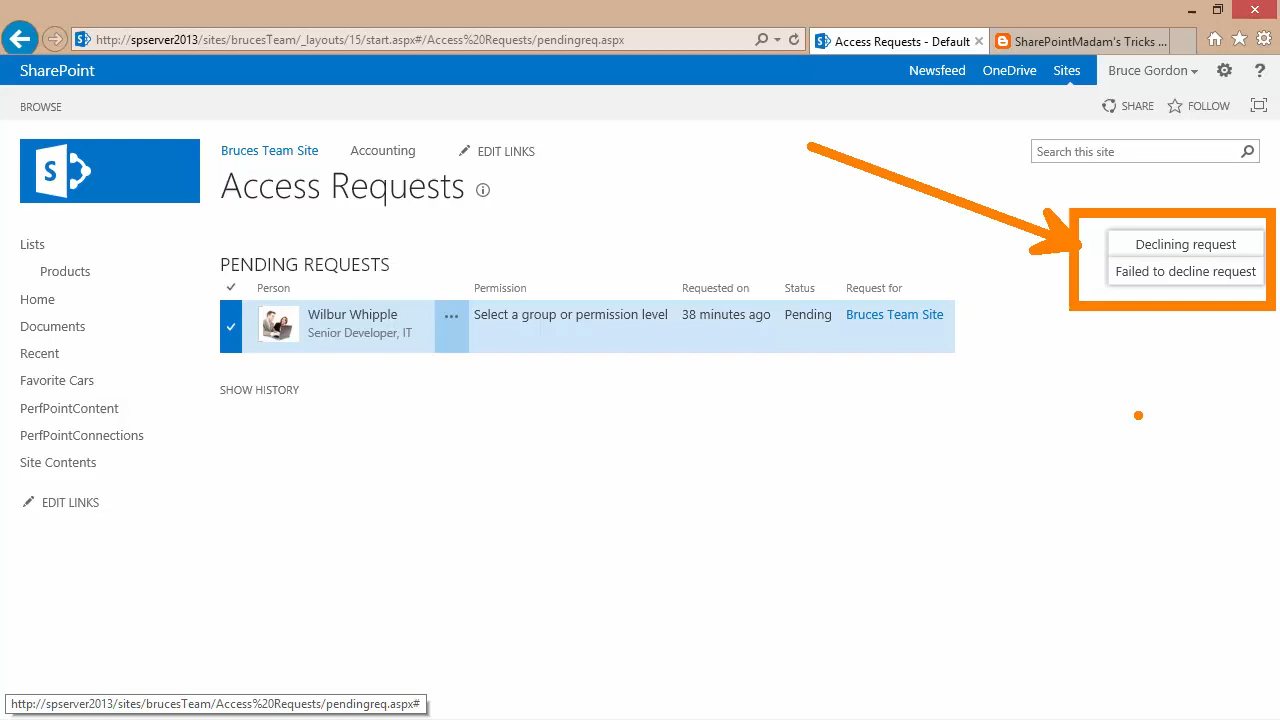 http://spserver2013/sites/brucesTeam/_layouts/15/start.aspx#/Access%20Requests/pendingreq.aspx
Access Requests - Default
SharePointMadam's Tricks ...
SharePoint
Newsfeed
OneDrive
Sites
Bruce Gordon
?
BROWSE
SHARE
FOLLOW
S
Bruces Team Site
Accounting
EDIT LINKS
Search this site
Access Requests
Lists
Products
Home
Documents
Recent
Favorite Cars
PerfPointContent
PerfPointConnections
Site Contents
EDIT LINKS
PENDING REQUESTS
Person
Permission
Requested on
Status
Request for
Wilbur Whipple
Senior Developer, IT
...
Select a group or permission level
38 minutes ago
Pending
Bruces Team Site
SHOW HISTORY
Declining request
Failed to decline request
http://spserver2013/sites/brucesTeam/Access%20Requests/pendingreq.aspx#